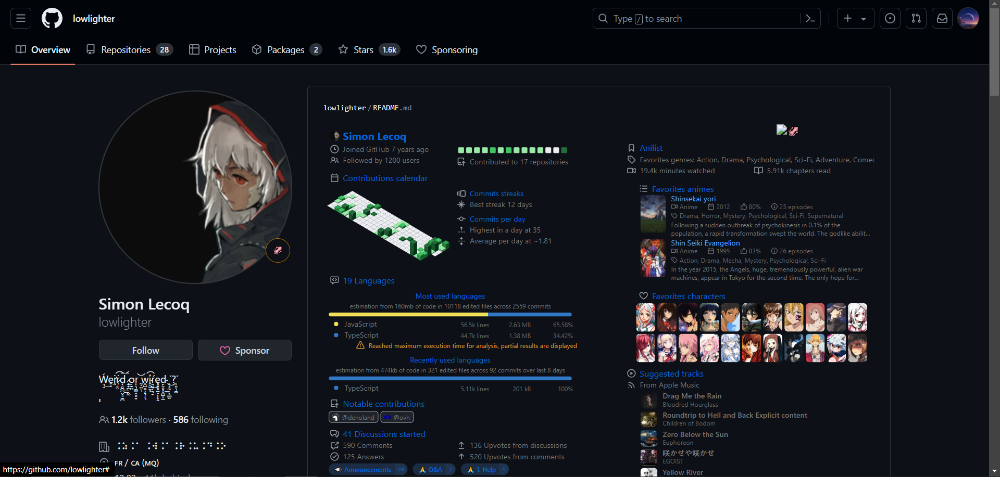 lowlighter
Type / to search
Overview
Repositories 28
Projects
Packages 2
Stars 1.6k
Sponsoring
Simon Lecoq
lowlighter
Follow
Sponsor
Weird or wired ?
1.2k followers · 586 following
FR / CA (MQ)
https://github.com/lowlighter#
lowlighter / README.md
Simon Lecoq
Joined GitHub 7 years ago
Followed by 1200 users
Contributed to 17 repositories
Contributions calendar
Commits streaks
Best streak 12 days
Commits per day
Highest in a day at 35
Average per day at ~1.81
19 Languages
Most used languages
estimation from 160mb of code in 10118 edited files across 2559 commits
JavaScript 56.5k lines 2.63 MB 65.58%
TypeScript 44.7k lines 1.38 MB 34.42%
Reached maximum execution time for analysis, partial results are displayed
Recently used languages
estimation from 474kb of code in 321 edited files across 92 commits over last 8 days
TypeScript 5.11k lines 201 kB 100%
Notable contributions
@denoland @ovh
41 Discussions started
590 Comments
136 Upvotes from discussions
125 Answers
520 Upvotes from comments
Announcements 28
Q&A 7
1. Help 1
Anilist
Favorites genres: Action, Drama, Psychological, Sci-Fi, Adventure, Comec
19.4k minutes watched
5.91k chapters read
Favorites animes
Shinsekai yori
Anime 2012 80% 25 episodes
Drama, Horror, Mystery, Psychological, Sci-Fi, Supernatural
Following a sudden outbreak of psychokinesis in 0.1% of the
population, a rapid transformation swept the world. The godlike abilit...
Shin Seiki Evangelion
Anime 1995 83% 26 episodes
Action, Drama, Mecha, Mystery, Psychological, Sci-Fi
In the year 2015, the Angels, huge, tremendously powerful, alien war
machines, appear in Tokyo for the second time. The only hope for...
Favorites characters
Suggested tracks
From Apple Music
Drag Me the Rain
Bloodred Hourglass
Roundtrip to Hell and Back Explicit content
Children of Bodom
Zero Below the Sun
Euphoreon
咲かせや咲かせ
EGOIST
Yellow River